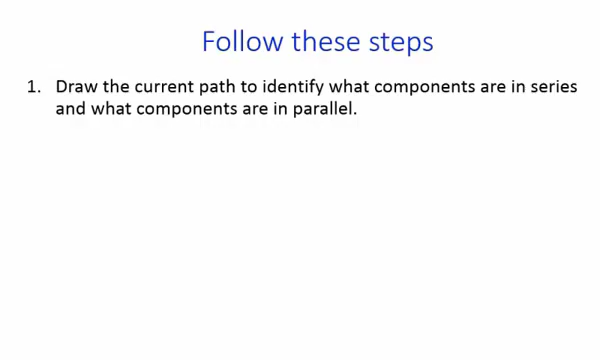 Follow these steps
1. Draw the current path to identify what components are in series
and what components are in parallel.